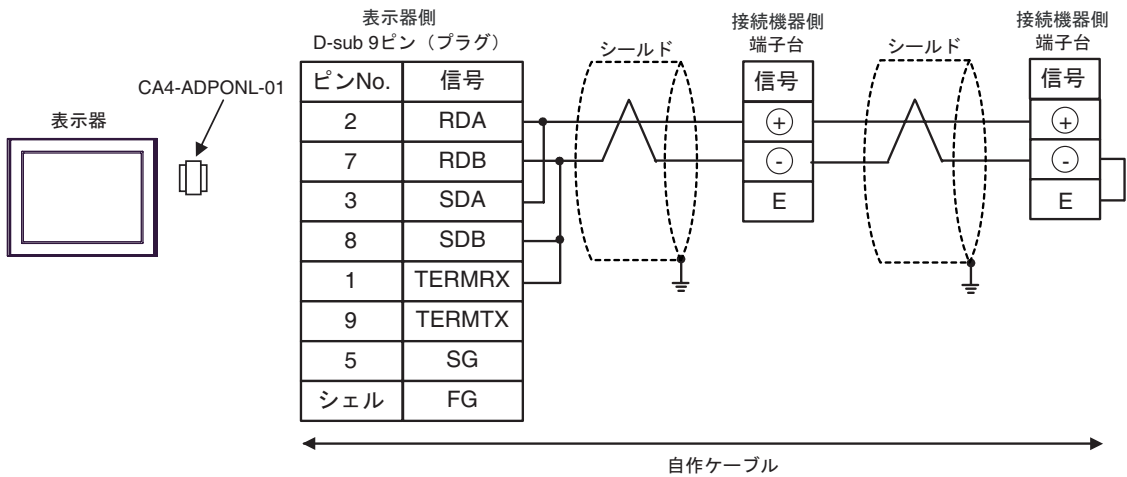 表示器
CA4-ADPONL-01
表示器側
D-sub 9ピン（プラグ）
ピンNo. 信号
2 RDA
7 RDB
3 SDA
8 SDB
1 TERMRX
9 TERMTX
5 SG
シェル FG
シールド
接続機器側
端子台
信号
+
-
E
シールド
接続機器側
端子台
信号
+
-
E
自作ケーブル